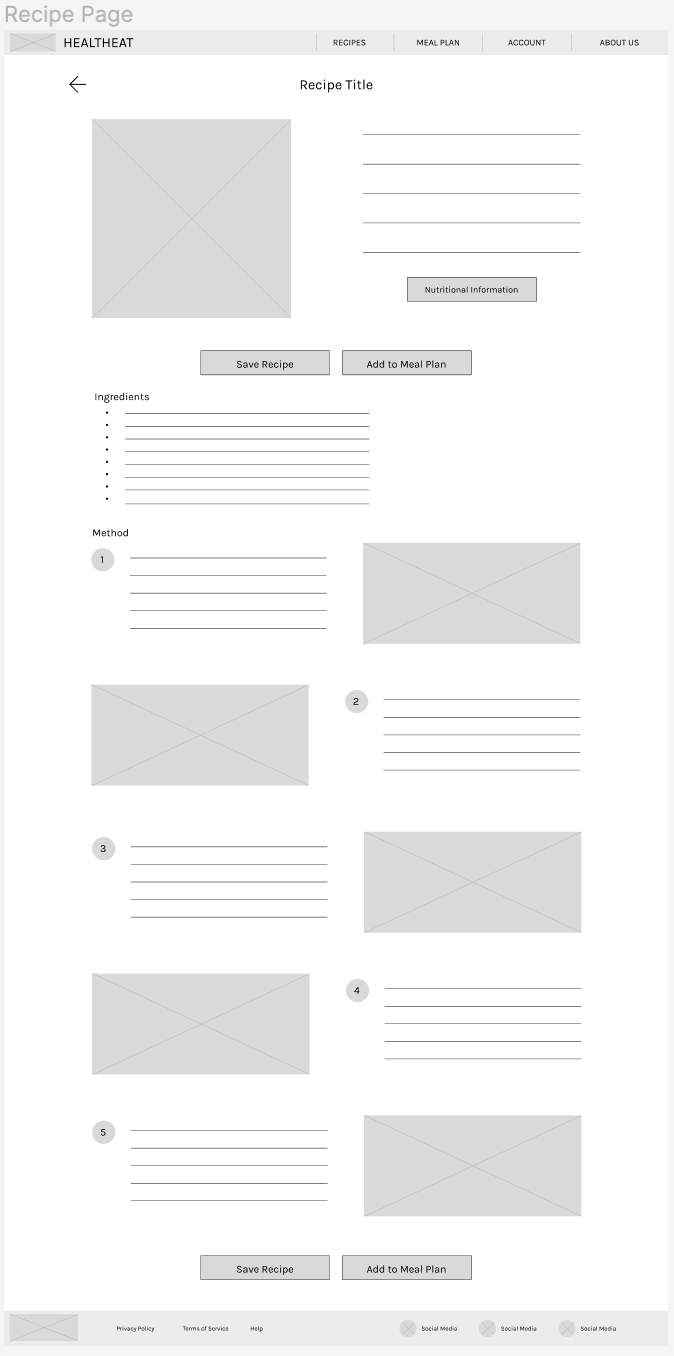 Recipe Page
HEALTHEAT
RECIPES
MEAL PLAN
ACCOUNT
ABOUT US
Recipe Title
Nutritional Information
Save Recipe
Add to Meal Plan
Ingredients
Method
1
2
3
4
5
Save Recipe
Add to Meal Plan
Privacy Policy
Terms of Service
Help
Social Media
Social Media
Social Media